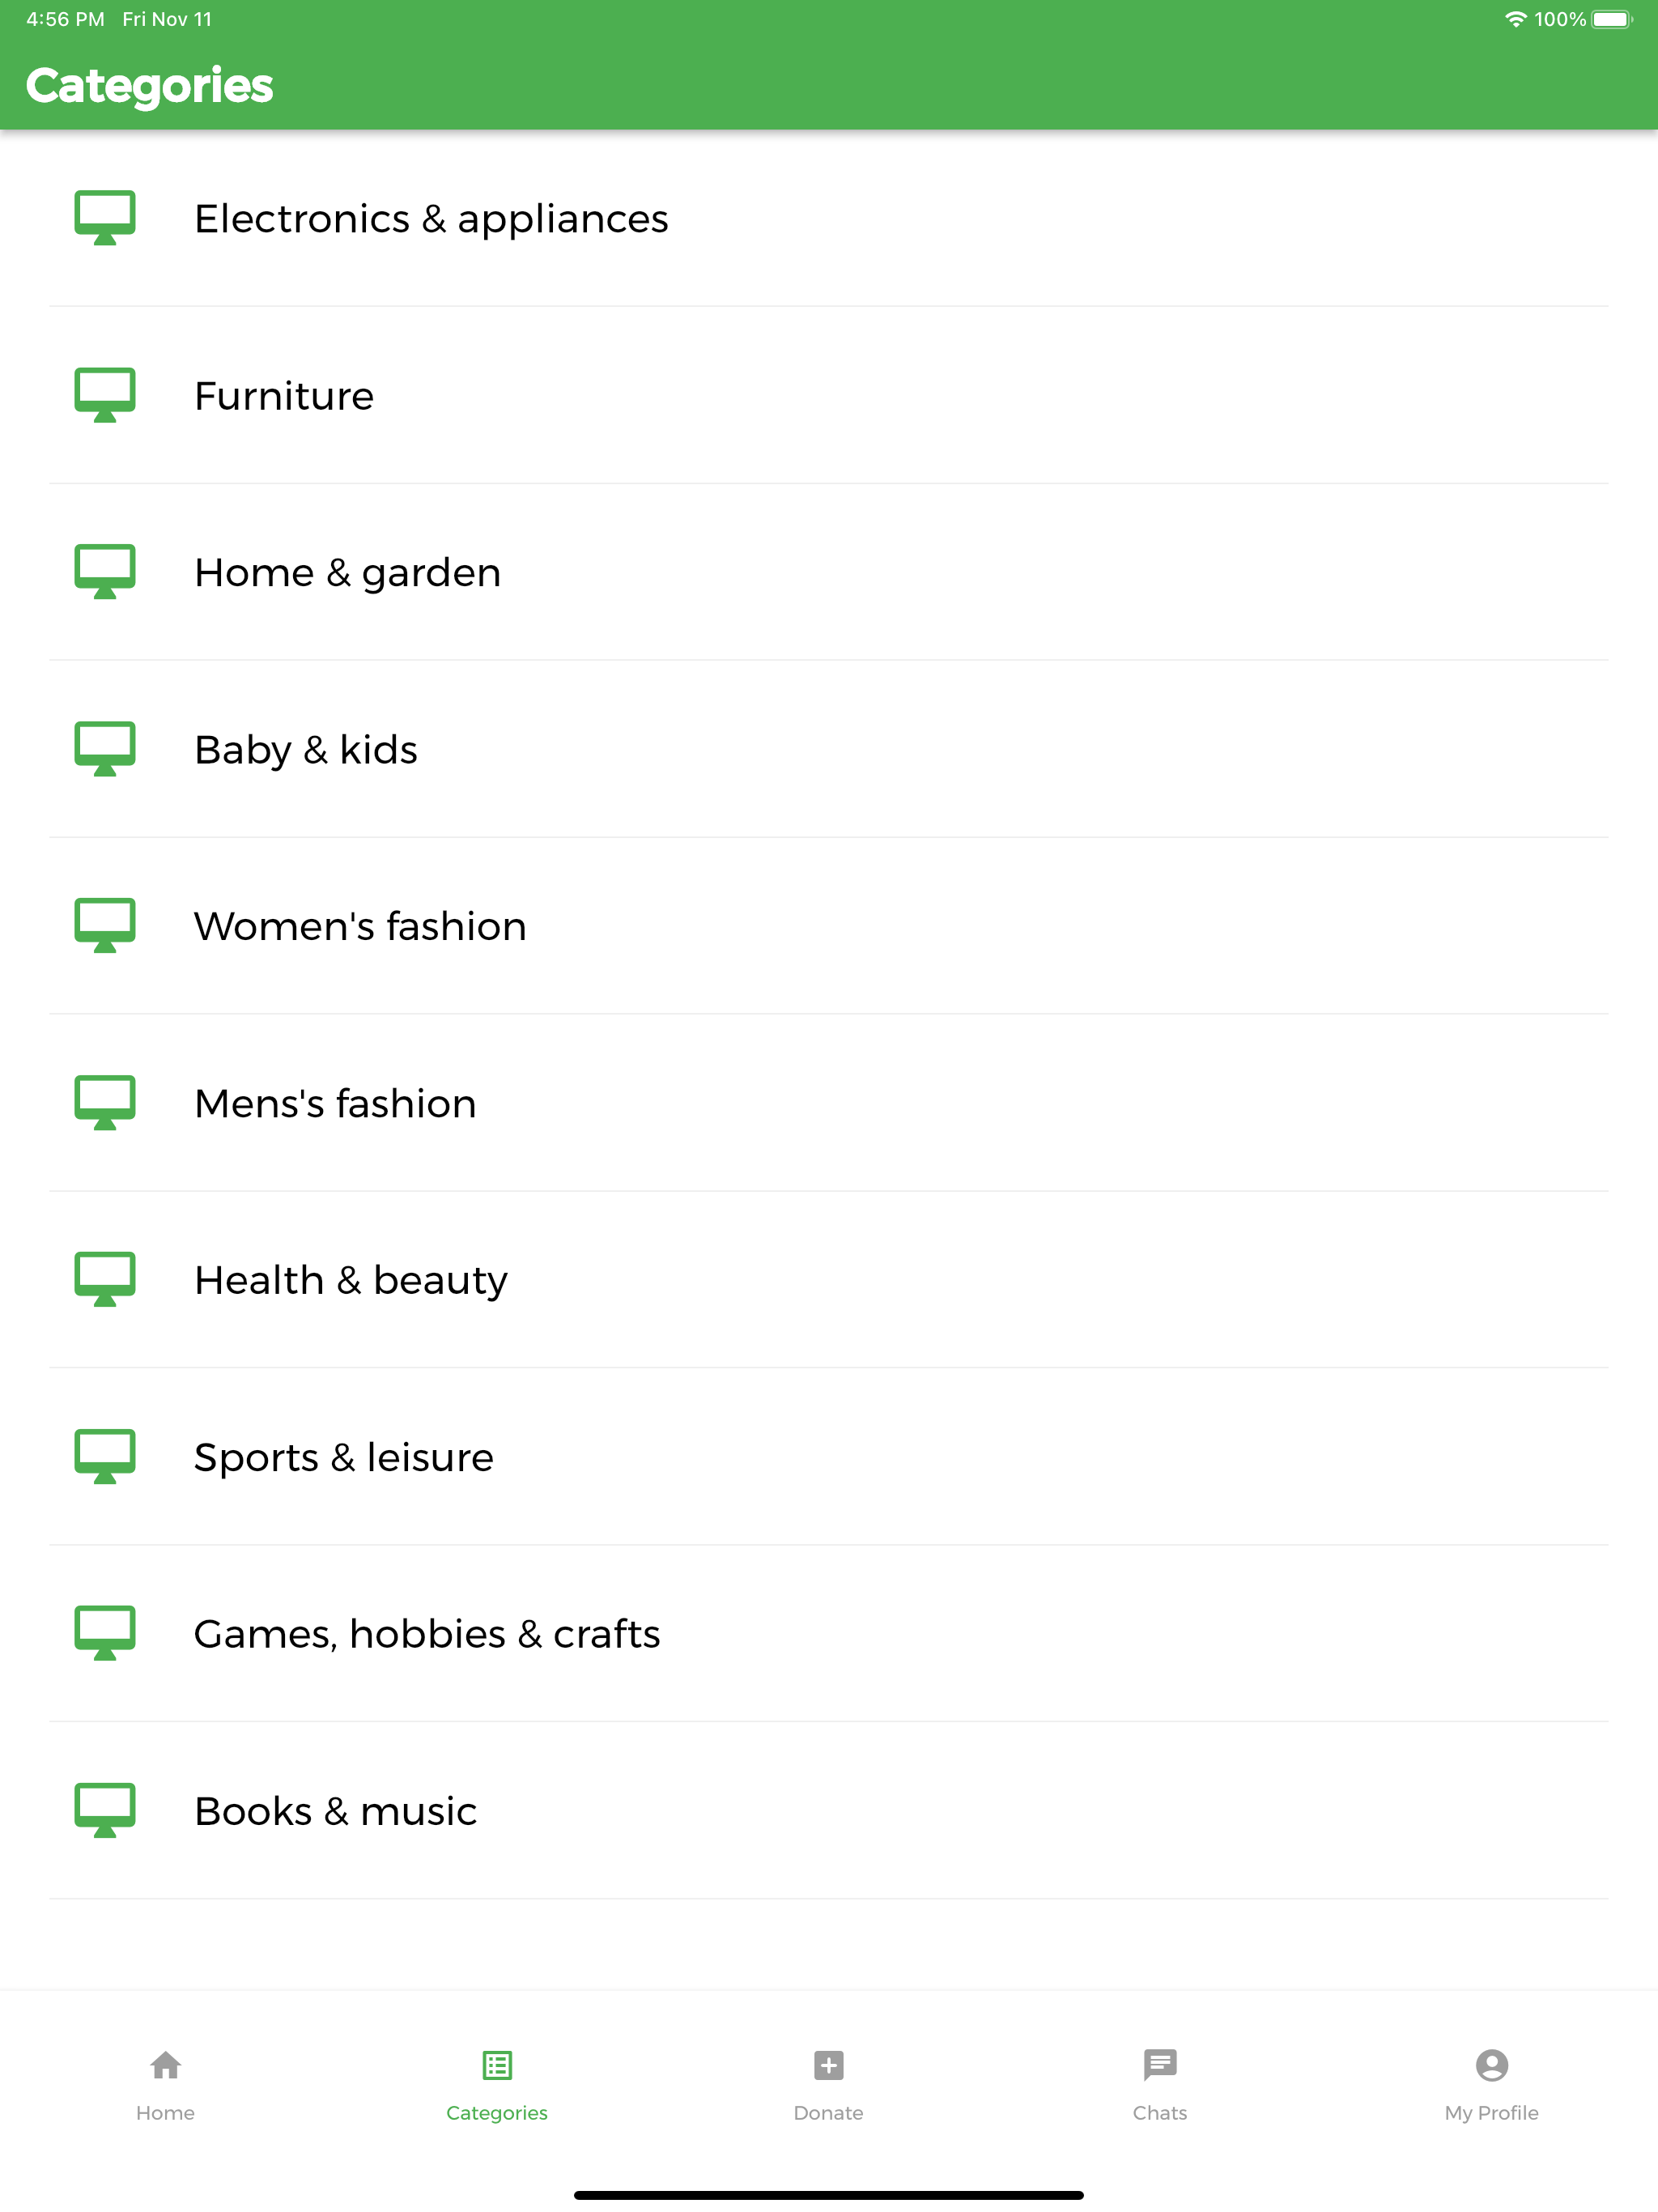 4:56 PM Fri Nov 11 100%
Categories
Electronics & appliances
Furniture
Home & garden
Baby & kids
Women's fashion
Mens's fashion
Health & beauty
Sports & leisure
Games, hobbies & crafts
Books & music
Home Categories Donate Chats My Profile